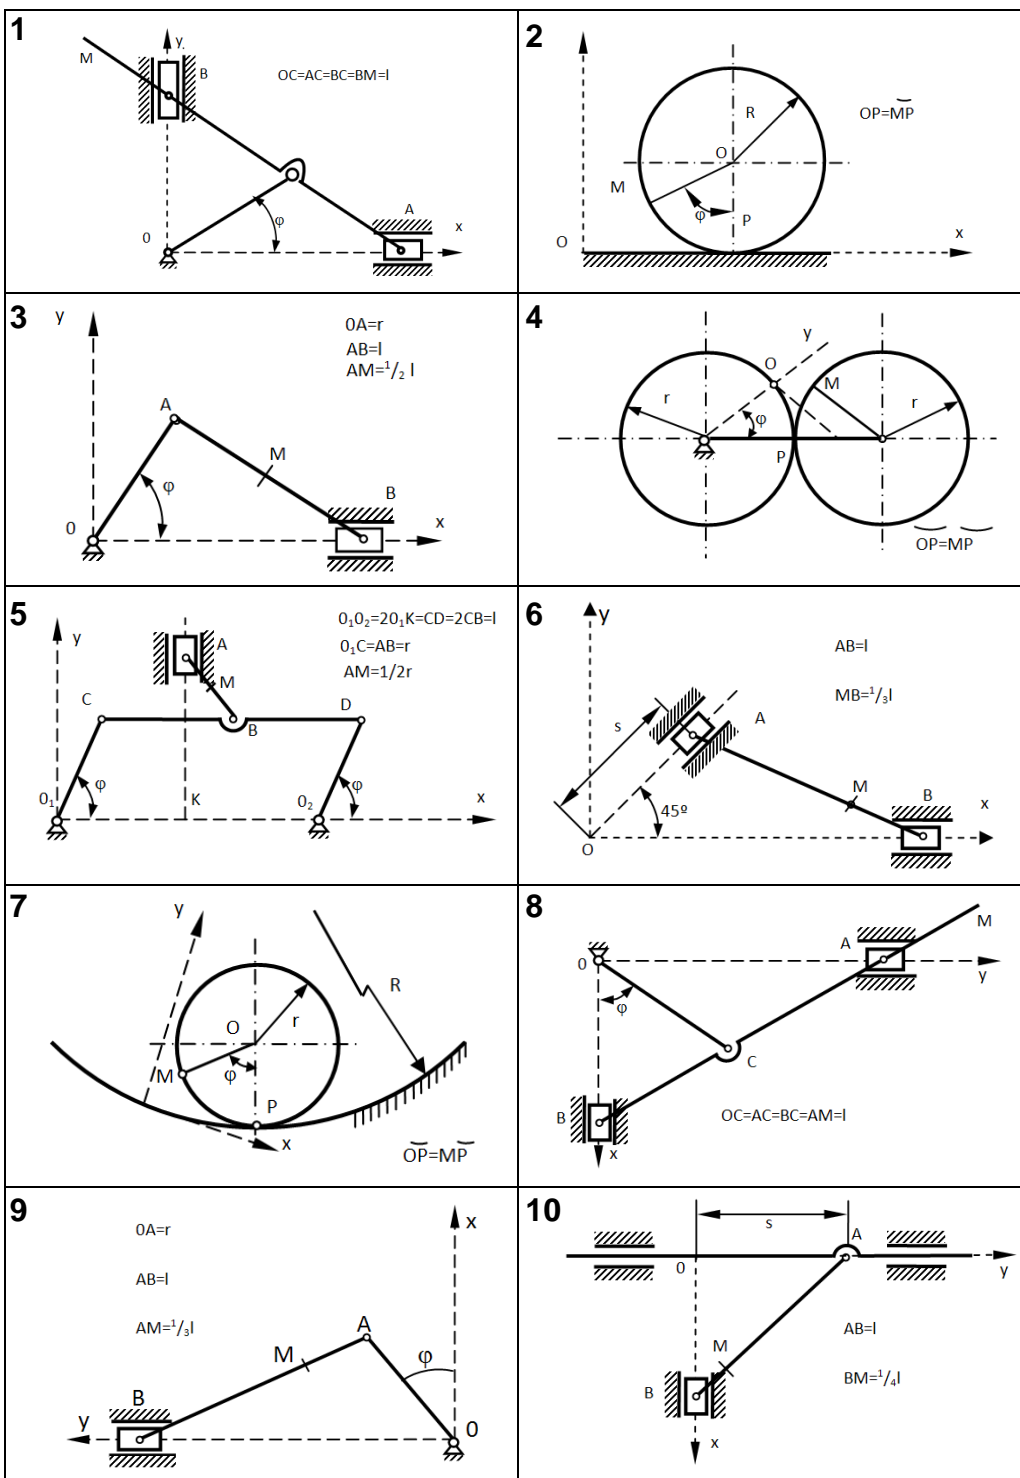 1
y
M
B
OC=AC=BC=BM=l
φ
A
x
0
2
R
OP=MP
O
M
φ
P
O
x
3
y
0A=r
AB=l
AM=¹/₂ l
A
M
φ
B
0
x
4
y
O
M
r
φ
r
P
OP=MP
5
0₁0₂=20₁K=CD=2CB=l
y
A
0₁C=AB=r
AM=1/2r
M
C
D
B
φ
φ
0₁
K
0₂
x
6
y
AB=l
MB=¹/₃l
s
A
M
B
x
45º
O
7
y
R
O
r
M
φ
P
x
OP=MP
8
M
A
0
y
φ
C
B
OC=AC=BC=AM=l
x
9
0A=r
x
AB=l
AM=¹/₃l
A
M
φ
B
y
0
10
s
A
0
y
AB=l
M
BM=¹/₄l
B
x